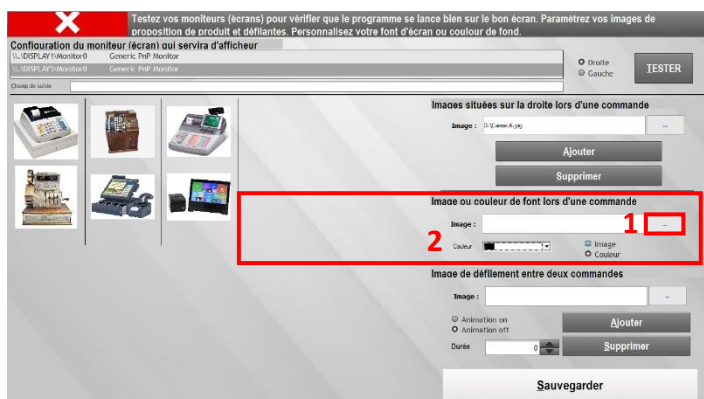 Testez vos moniteurs (écrans) pour vérifier que le programme se lance bien sur le bon écran. Paramétrez vos images de
proposition de produit et défilantes. Personnalisez votre font d'écran ou couleur de fond.
Configuration du moniteur (écran) qui servira d'afficheur
\\.\DISPLAY1\Monitor0 Generic PnP Monitor
\\.\DISPLAY1\Monitor0 Generic PnP Monitor
Droite
Gauche
TESTER
Champ de saisie
Images situées sur la droite lors d'une commande
Image :
...
Ajouter
Supprimer
Image ou couleur de font lors d'une commande
Image :
1
...
2
Couleur
Image
Couleur
Image de défilement entre deux commandes
Image :
...
Animation on
Animation off
Ajouter
Durée
0
Supprimer
Sauvegarder